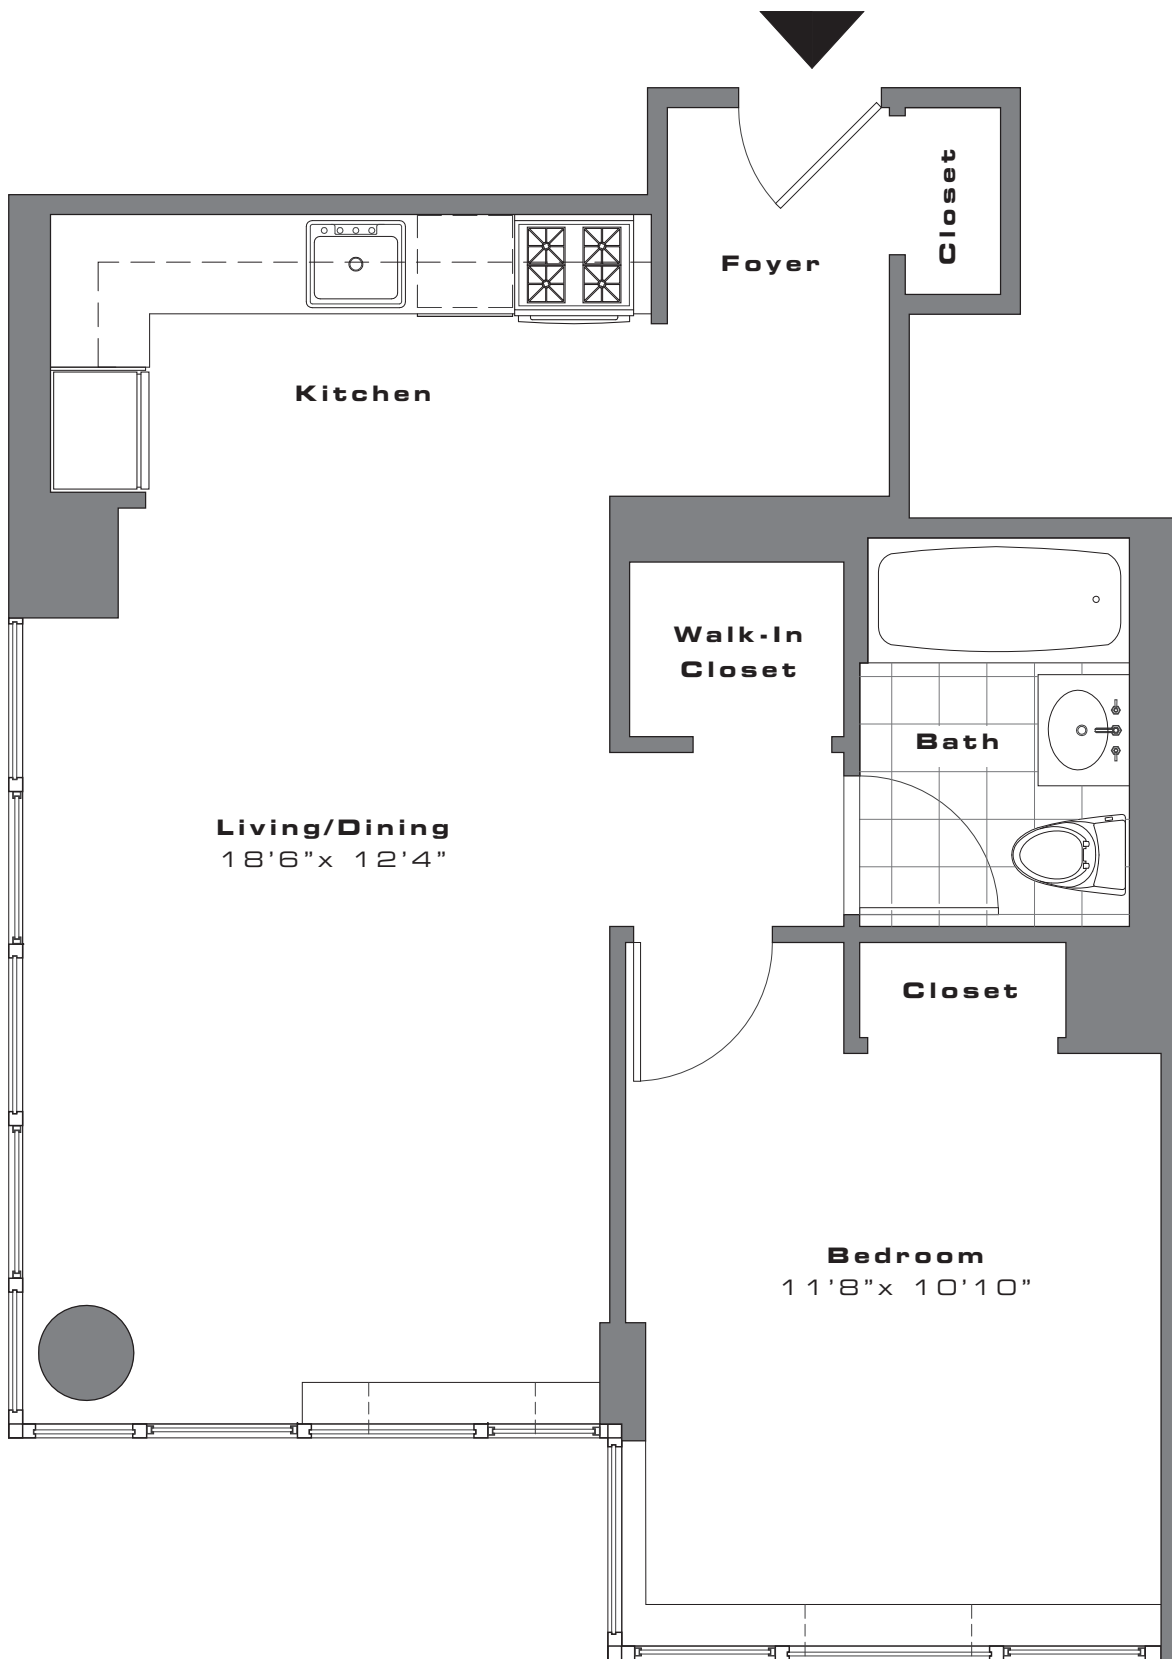 Closet
Foyer
Kitchen
Walk-In
Closet
Bath
Living/Dining
18’6”x 12’4”
Closet
Bedroom
11’8”x 10’10”